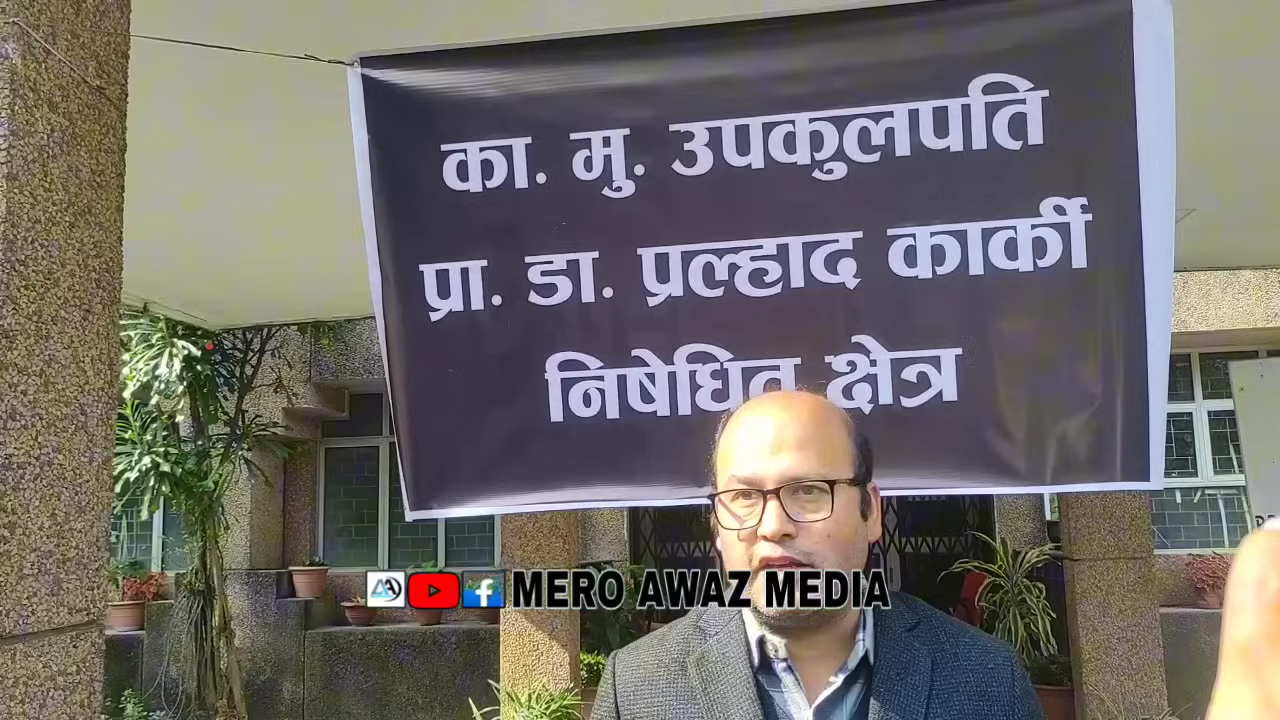 का. मु. उपकुलपति
प्रा. डा. प्रल्हाद कार्की
निषेधित क्षेत्र
MERO AWAZ MEDIA